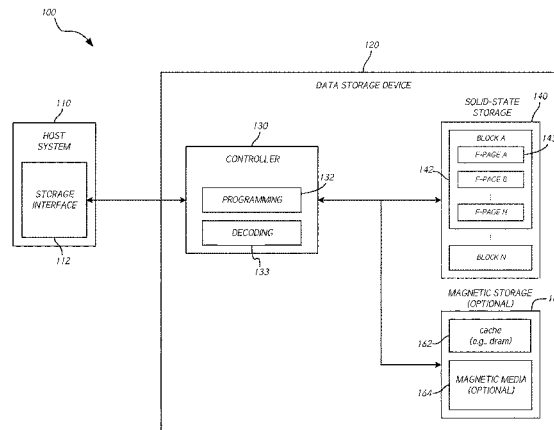 100
120
DATA STORAGE DEVICE
110
HOST
SYSTEM
STORAGE
INTERFACE
112
130
CONTROLLER
132
PROGRAMMING
DECODING
133
SOLID-STATE
STORAGE
140
BLOCK A
F-PAGE A
142
F-PAGE B
F-PAGE H
BLOCK N
MAGNETIC STORAGE
(OPTIONAL)
cache
(e.g., dram)
162
MAGNETIC MEDIA
(OPTIONAL)
164